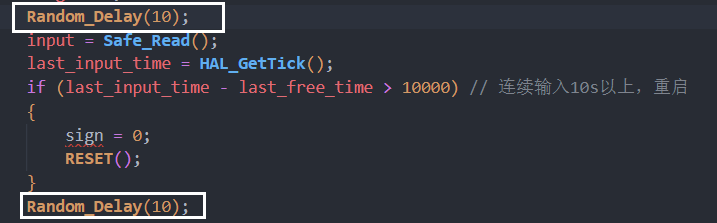 Random_Delay(10);
input = Safe_Read();
last_input_time = HAL_GetTick();
if (last_input_time - last_free_time > 10000) // 连续输入10s以上，重启
{
sign = 0;
RESET();
}
Random_Delay(10);